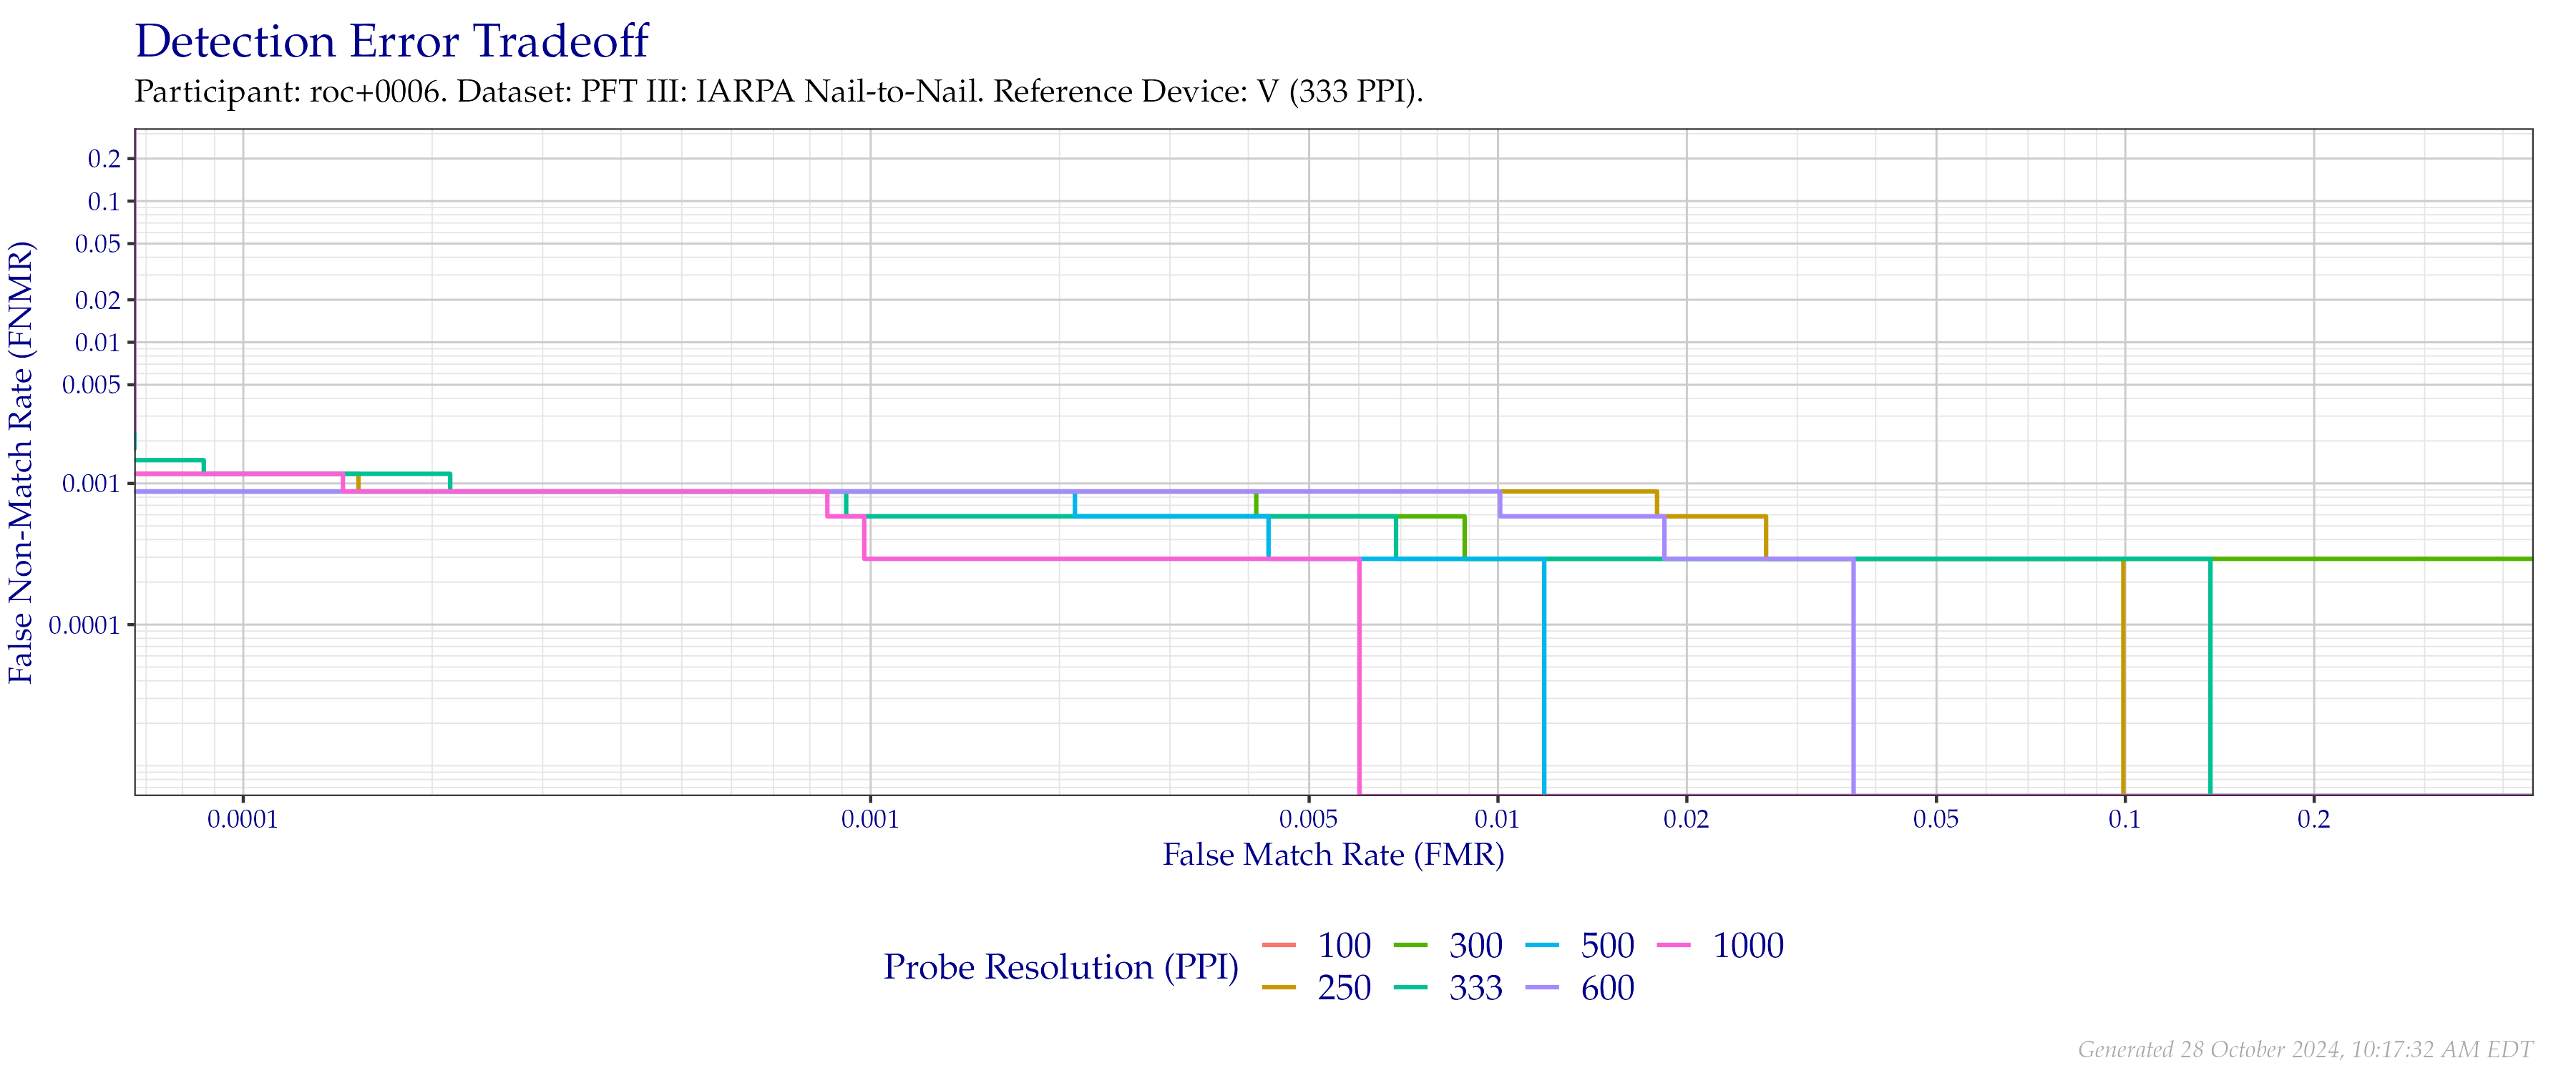 Detection Error Tradeoff
Participant: roc+0006. Dataset: PFT III: IARPA Nail-to-Nail. Reference Device: V (333 PPI).
False Non-Match Rate (FNMR)
0.2
0.1
0.05
0.02
0.01
0.005
0.001
0.0001
0.0001 0.001 0.005 0.01 0.02 0.05 0.1 0.2
False Match Rate (FMR)
Probe Resolution (PPI)
100 300 500 1000
250 333 600
Generated 28 October 2024, 10:17:32 AM EDT